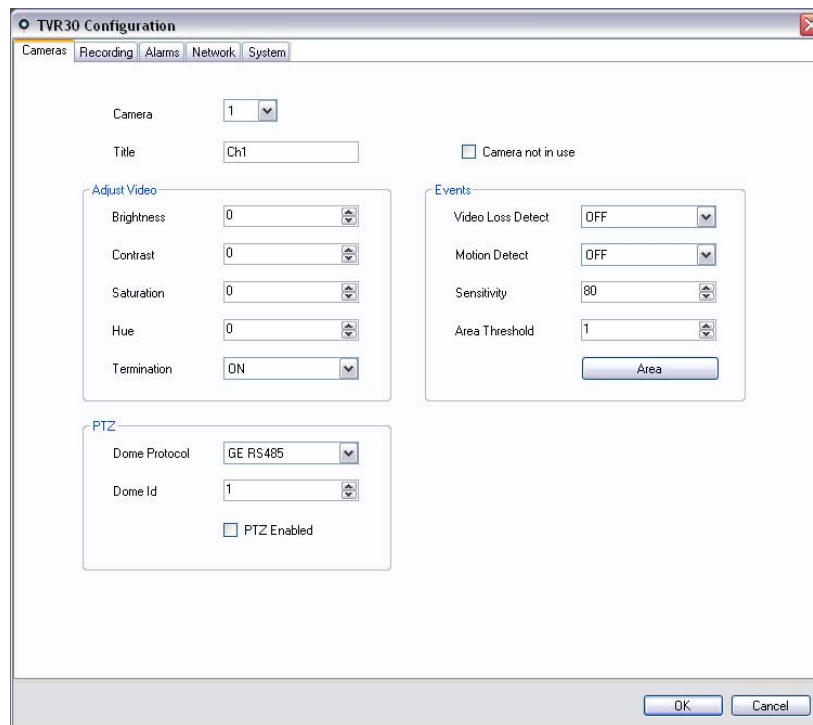 TVR30 Configuration
Cameras Recording Alarms Network System
Camera 1
Title Ch1 Camera not in use
Adjust Video
Brightness 0
Contrast 0
Saturation 0
Hue 0
Termination ON
Events
Video Loss Detect OFF
Motion Detect OFF
Sensitivity 80
Area Threshold 1
Area
PTZ
Dome Protocol GE RS485
Dome Id 1
PTZ Enabled
OK Cancel